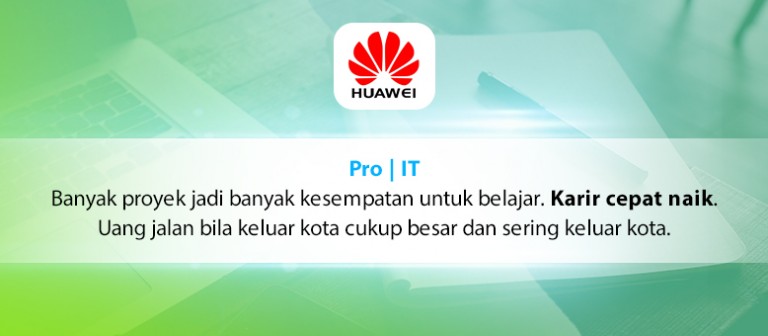 HUAWEI
Pro | IT
Banyak proyek jadi banyak kesempatan untuk belajar. Karir cepat naik.
Uang jalan bila keluar kota cukup besar dan sering keluar kota.